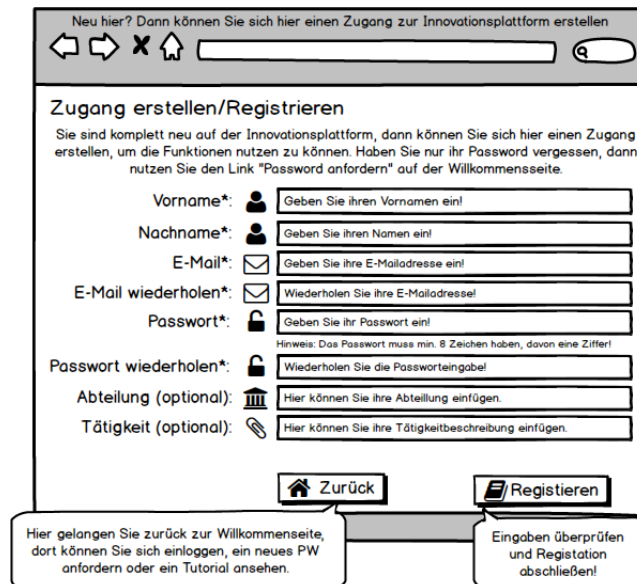 Neu hier? Dann können Sie sich hier einen Zugang zur Innovationsplattform erstellen
Zugang erstellen/Registrieren
Sie sind komplett neu auf der Innovationsplattform, dann können Sie sich hier einen Zugang
erstellen, um die Funktionen nutzen zu können. Haben Sie nur ihr Password vergessen, dann
nutzen Sie den Link "Password anfordern" auf der Willkommensseite.
Vorname*: Geben Sie ihren Vornamen ein!
Nachname*: Geben Sie ihren Namen ein!
E-Mail*: Geben Sie ihre E-Mailadresse ein!
E-Mail wiederholen*: Wiederholen Sie ihre E-Mailadresse!
Passwort*: Geben Sie ihr Passwort ein!
Hinweis: Das Passwort muss min. 8 Zeichen haben, davon eine Ziffer!
Passwort wiederholen*: Wiederholen Sie die Passworteingabe!
Abteilung (optional): Hier können Sie ihre Abteillung einfügen.
Tätigkeit (optional): Hier können Sie ihre Tätigkeitbeschreibung einfügen.
Zurück
Registieren
Hier gelangen Sie zurück zur Willkommenseite,
dort können Sie sich einloggen, ein neues PW
anfordern oder ein Tutorial ansehen.
Eingaben überprüfen
und Registation
abschließen!